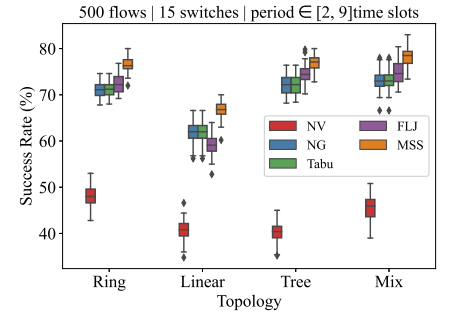 500 flows | 15 switches | period ∈ [2, 9]time slots
Success Rate (%)
80
70
60
50
40
NV
NG
Tabu
FLJ
MSS
Ring
Linear
Tree
Mix
Topology